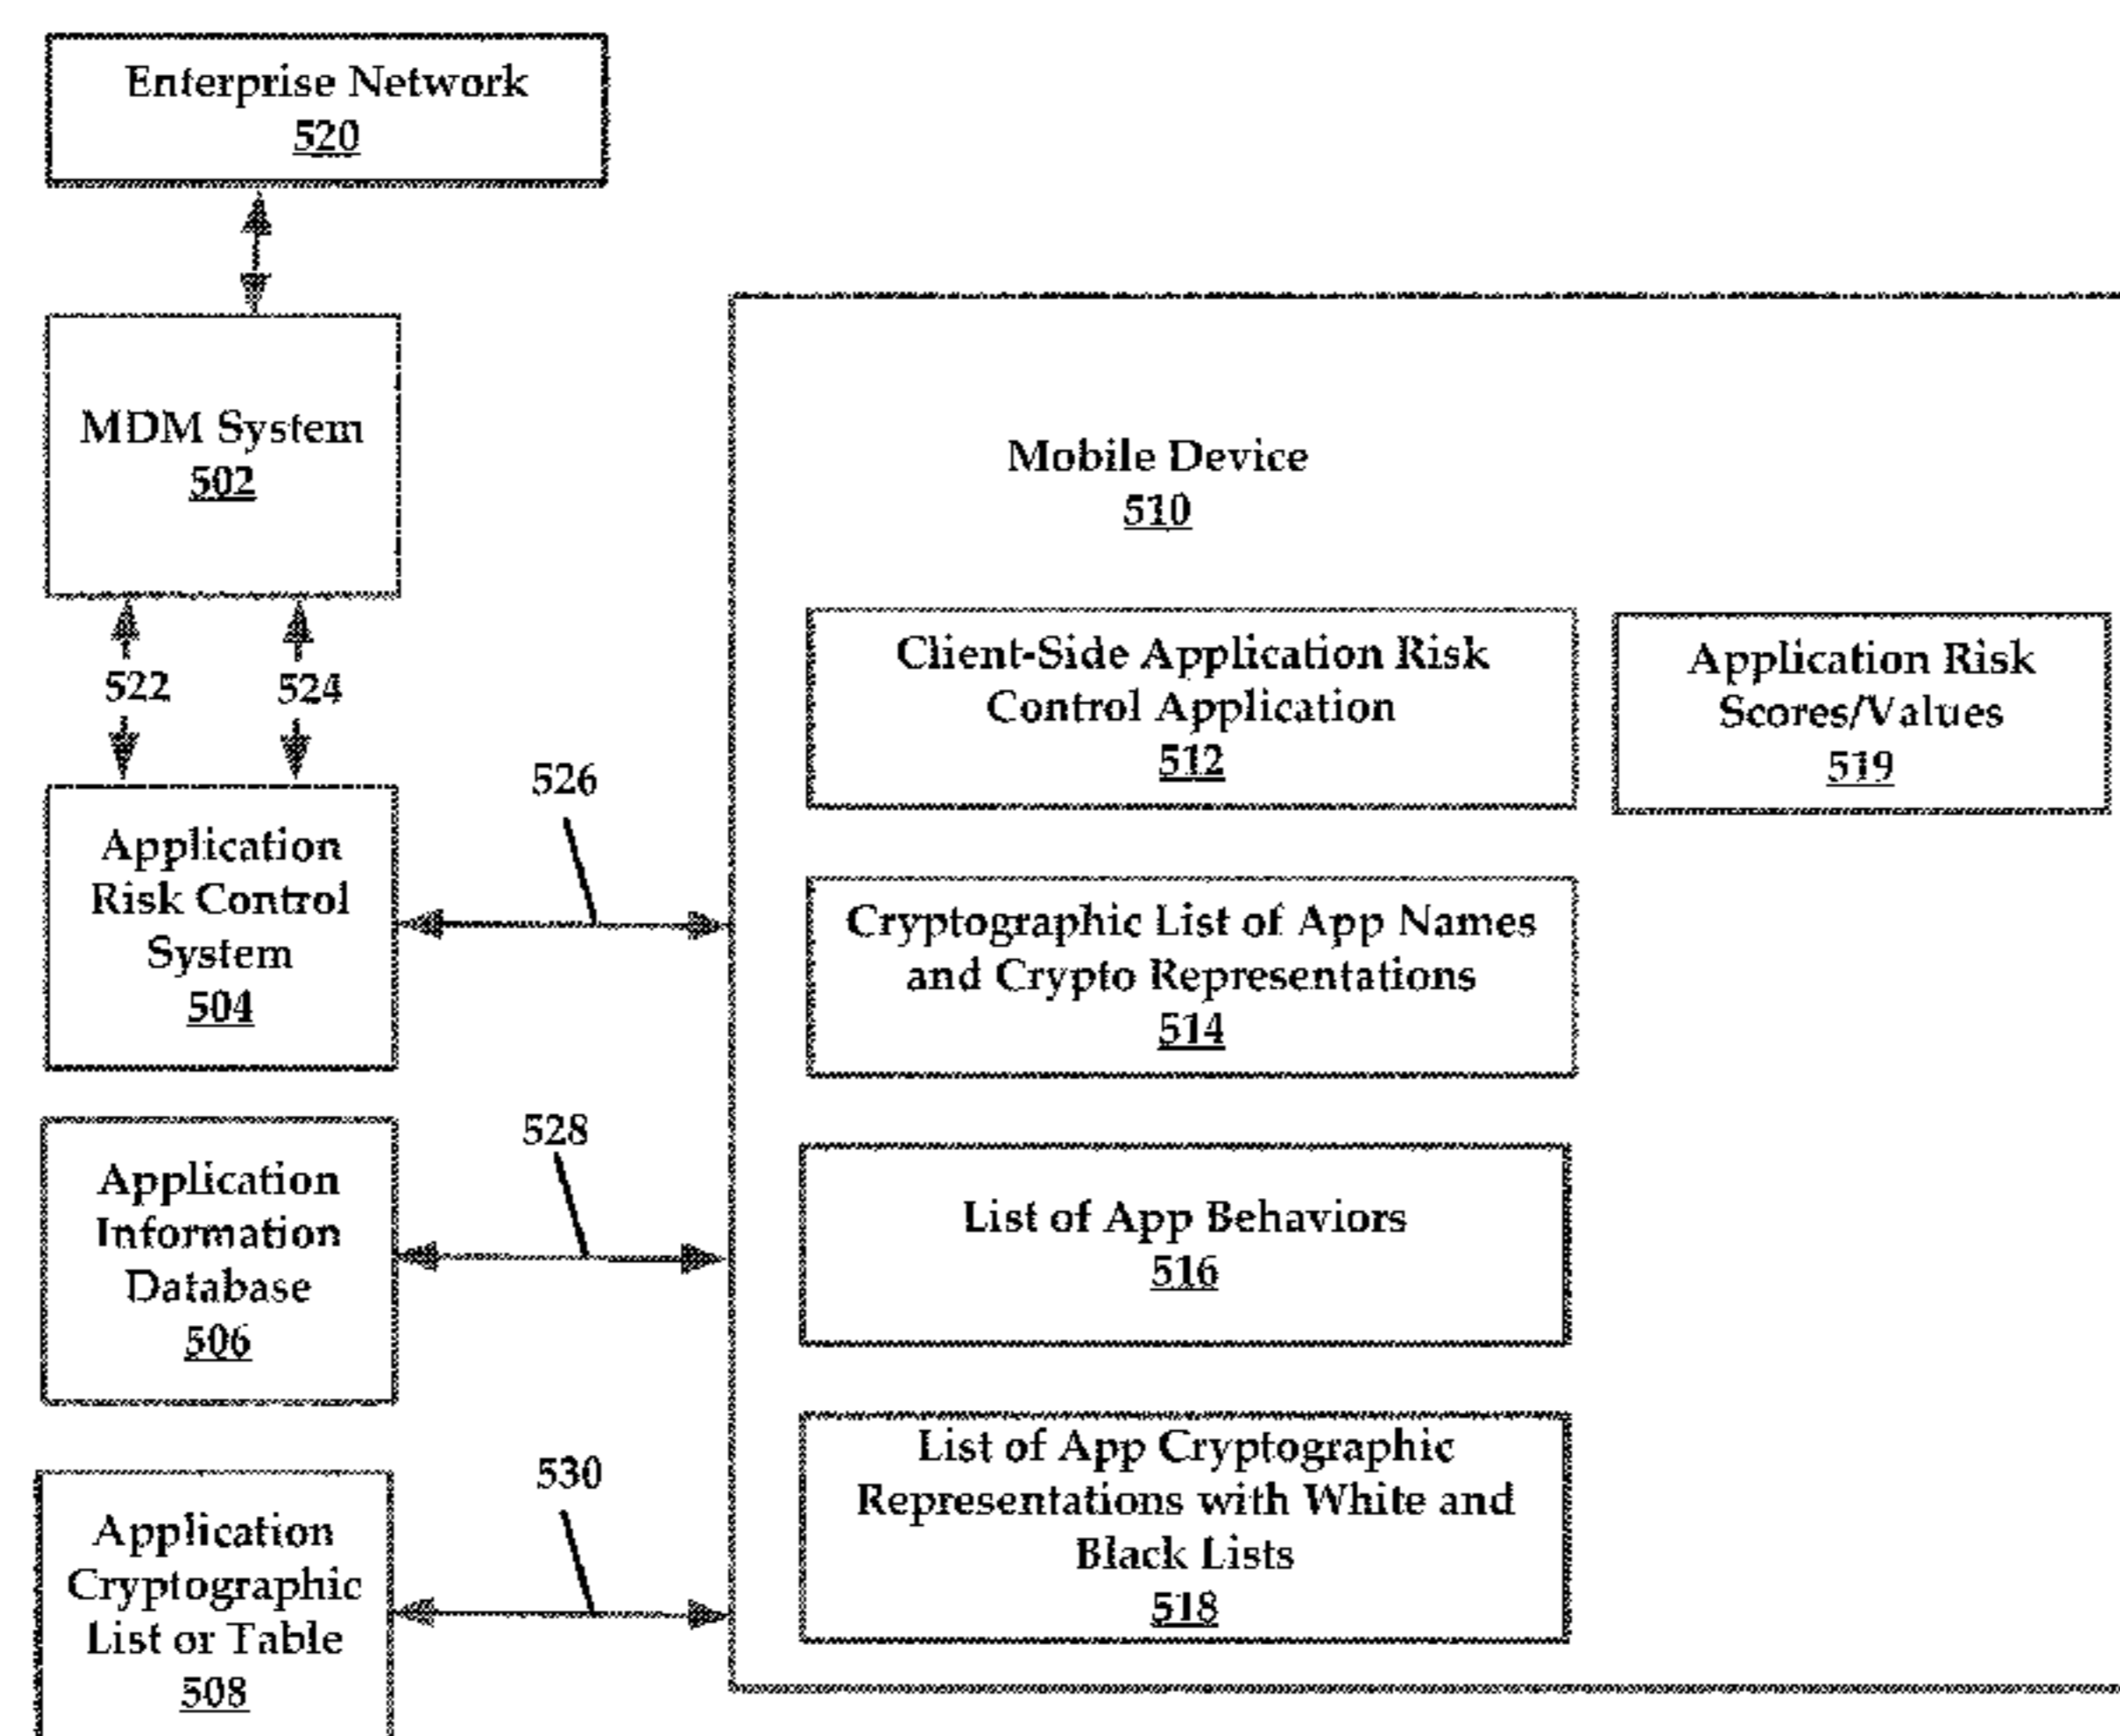 Enterprise Network
520
MDM System
502
522
524
Application
Risk Control
System
504
526
Application
Information
Database
506
528
Application
Cryptographic
List or Table
508
530
Mobile Device
510
Client-Side Application Risk
Control Application
512
Application Risk
Scores/Values
519
Cryptographic List of App Names
and Crypto Representations
514
List of App Behaviors
516
List of App Cryptographic
Representations with White and
Black Lists
518